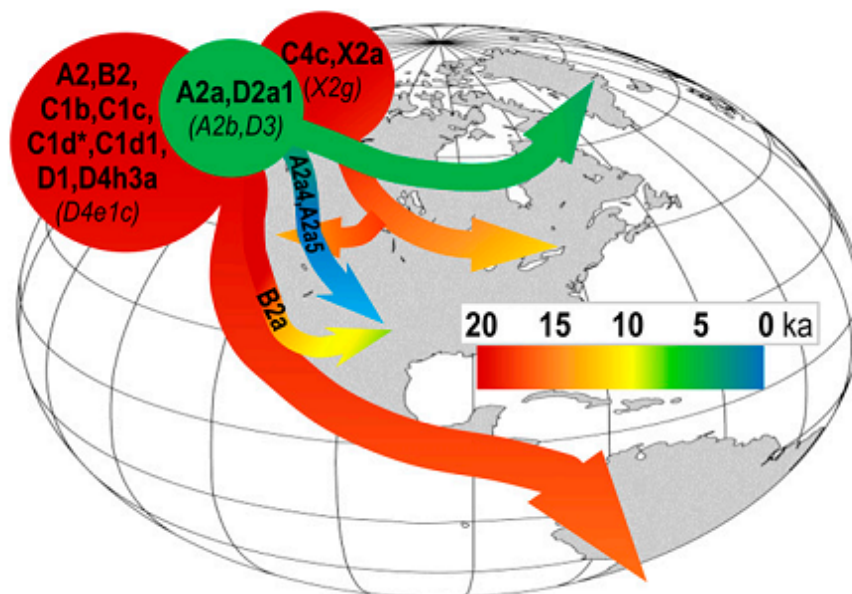 A2,B2,
C1b,C1c,
C1d*,C1d1,
D1,D4h3a
(D4e1c)
A2a,D2a1
(A2b,D3)
C4c,X2a
(X2g)
A2a4,A2a5
B2a
20 15 10 5 0 ka